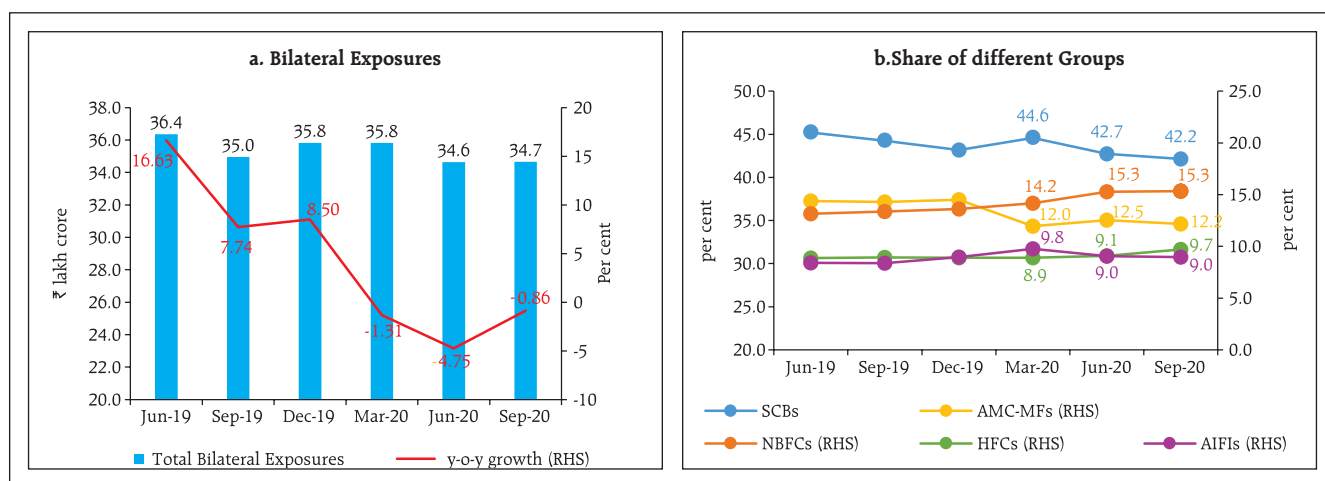 a. Bilateral Exposures
₹ lakh crore
38.0
36.0
34.0
32.0
30.0
28.0
26.0
24.0
22.0
20.0
36.4
35.0
35.8
35.8
34.6
34.7
16.63
7.74
8.50
-1.31
-4.75
-0.86
20
15
10
5
0
-5
-10
Per cent
Jun-19 Sep-19 Dec-19 Mar-20 Jun-20 Sep-20
Total Bilateral Exposures y-o-y growth (RHS)
b.Share of different Groups
per cent
50.0
45.0
40.0
35.0
30.0
25.0
20.0
44.6 42.7 42.2
14.2 15.3 15.3
12.0 12.5 12.2
9.8 9.1 9.7
8.9 9.0 9.0
25.0
20.0
15.0
10.0
5.0
0.0
per cent
Jun-19 Sep-19 Dec-19 Mar-20 Jun-20 Sep-20
SCBs AMC-MFs (RHS)
NBFCs (RHS) HFCs (RHS) AIFIs (RHS)